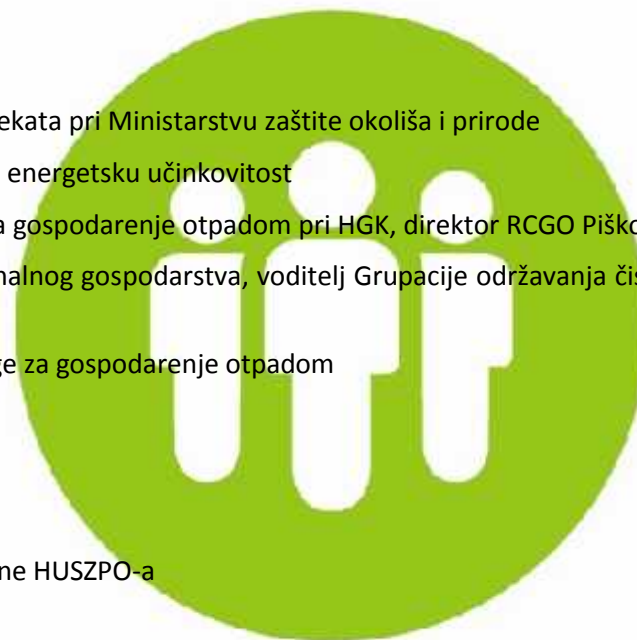 ekata pri Ministarstvu zaštite okoliša i prirode
energetsku učinkovitost
a gospodarenje otpadom pri HGK, direktor RCGO Piško
nalnog gospodarstva, voditelj Grupacije održavanja čis
ge za gospodarenje otpadom
ne HUSZPO-a